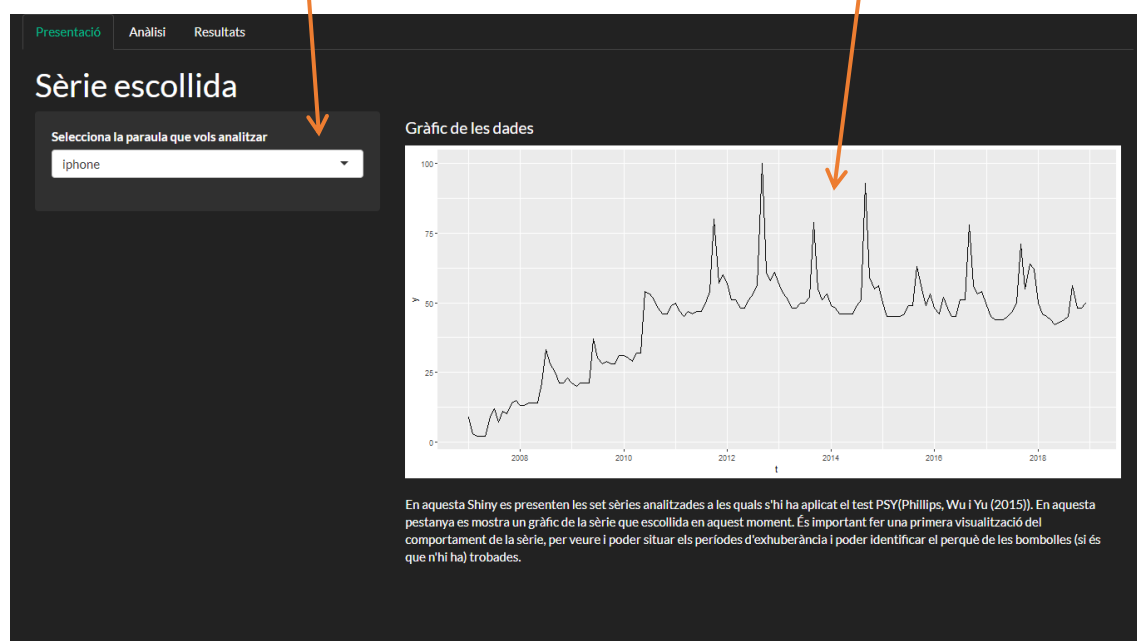 Presentació Anàlisi Resultats
Sèrie escollida
Selecciona la paraula que vols analitzar
iphone
Gràfic de les dades
100
75
50
25
0
y
2008 2010 2012 2014 2016 2018
t
En aquesta Shiny es presenten les set sèries analitzades a les quals s'hi ha aplicat el test PSY(Phillips, Wu i Yu (2015)). En aquesta
pestanya es mostra un gràfic de la sèrie que escollida en aquest moment. És important fer una primera visualització del
comportament de la sèrie, per veure i poder situar els períodes d'exhuberància i poder identificar el perquè de les bombolles (si és
que n'hi ha) trobades.